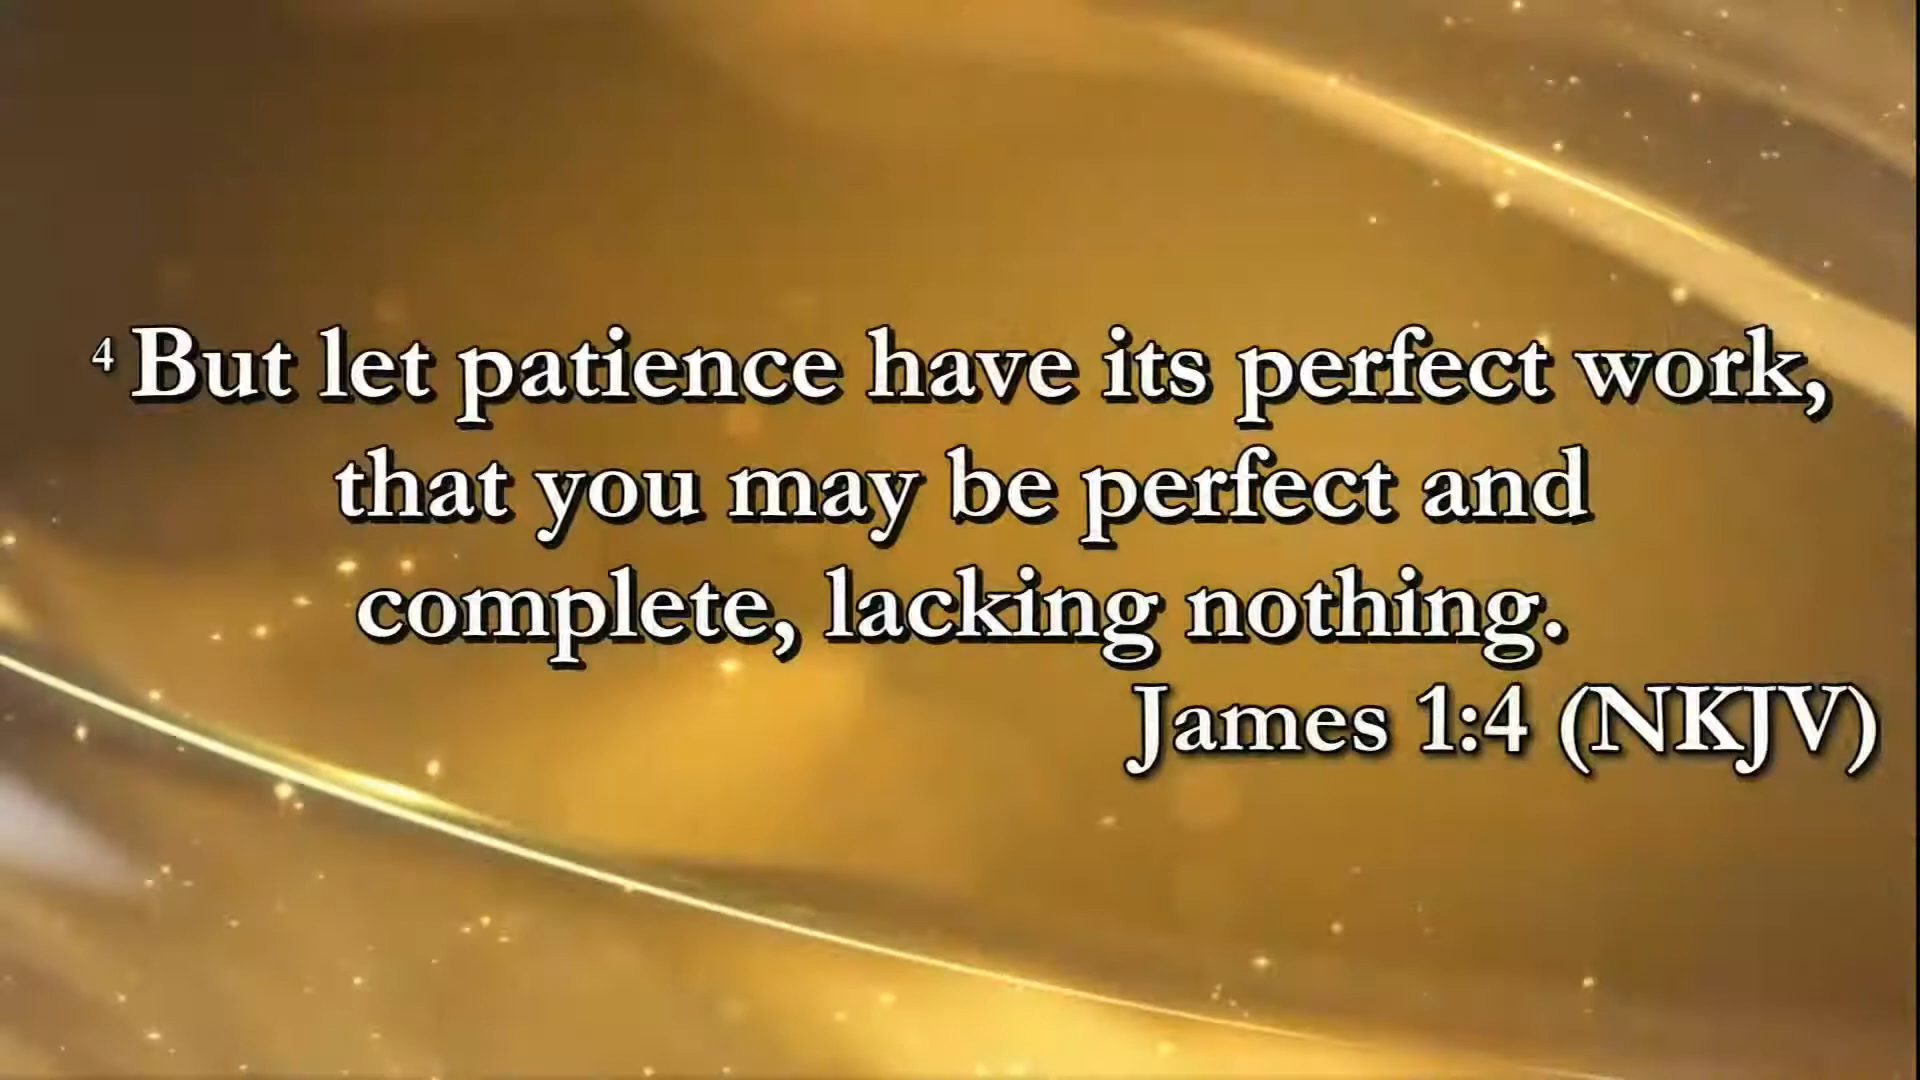 4 But let patience have its perfect work,
that you may be perfect and
complete, lacking nothing.
James 1:4 (NKJV)